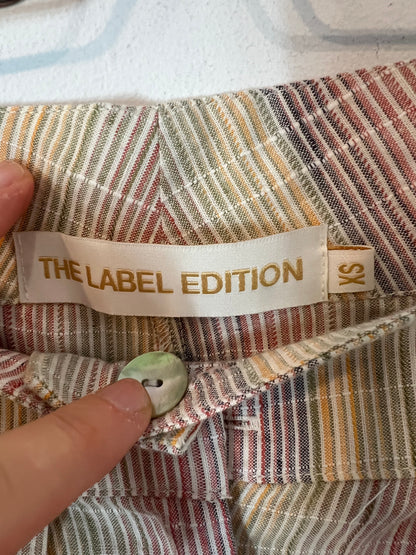 THE LABEL EDITION
XS